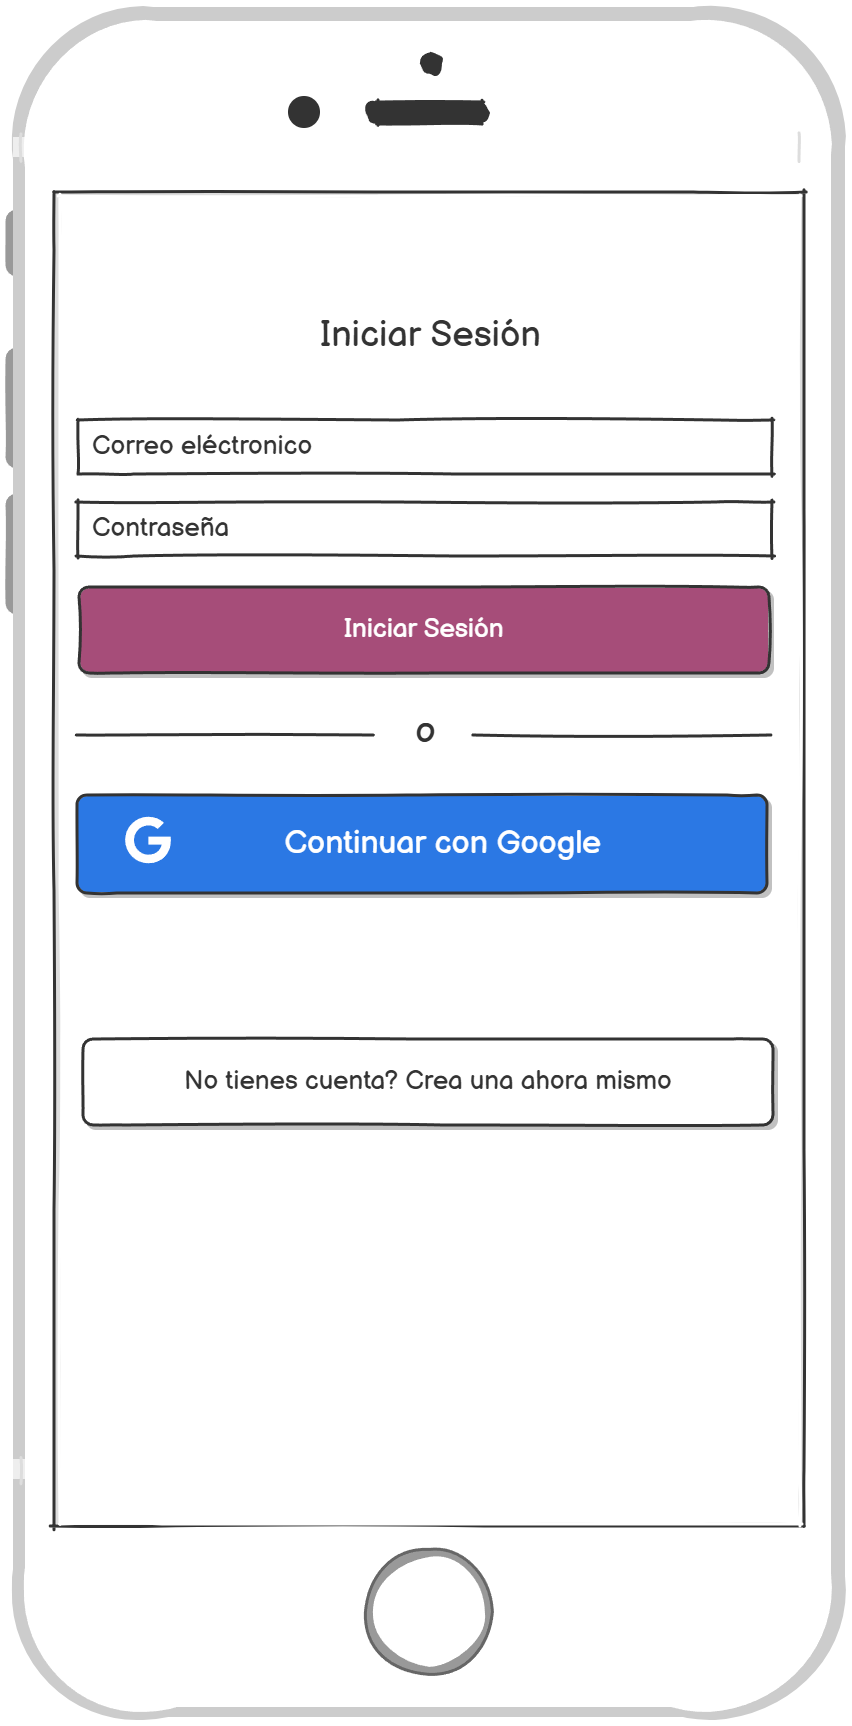 Iniciar Sesión
Correo eléctronico
Contraseña
Iniciar Sesión
O
G
Continuar con Google
No tienes cuenta? Crea una ahora mismo